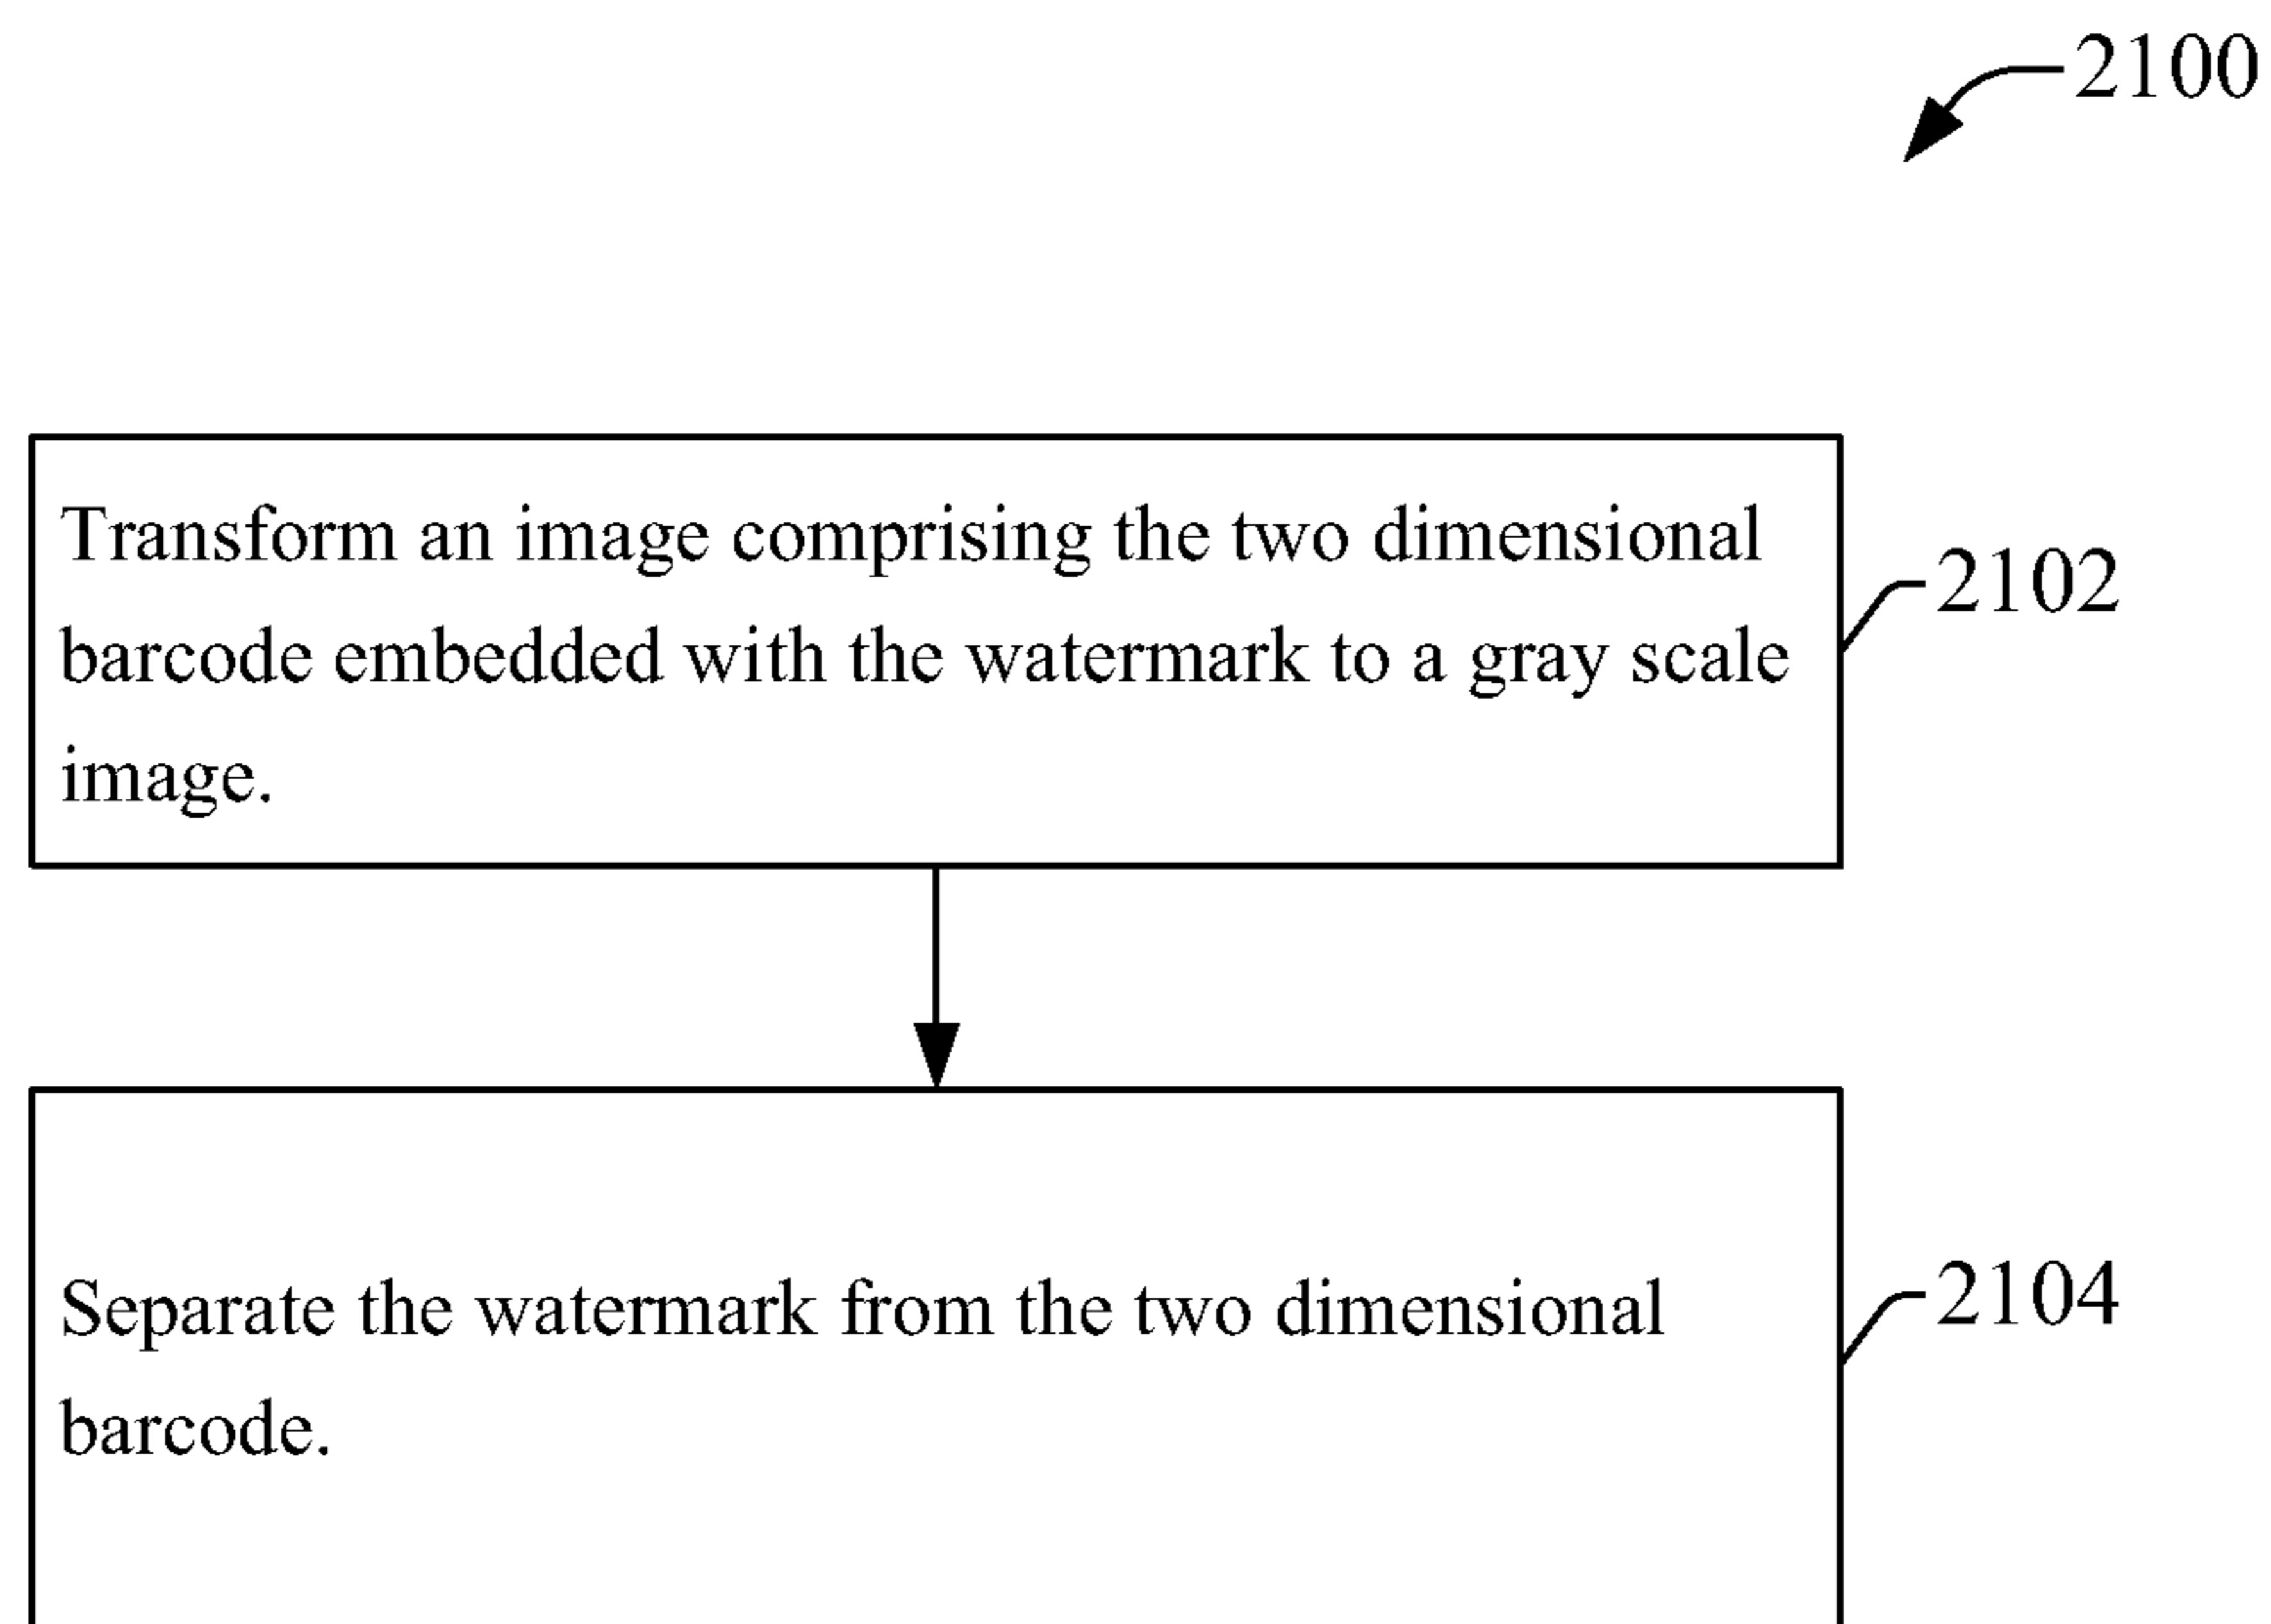 2100
Transform an image comprising the two dimensional
2102
barcode embedded with the watermark to a gray scale
image.
Separate the watermark from the two dimensional
2104
barcode.